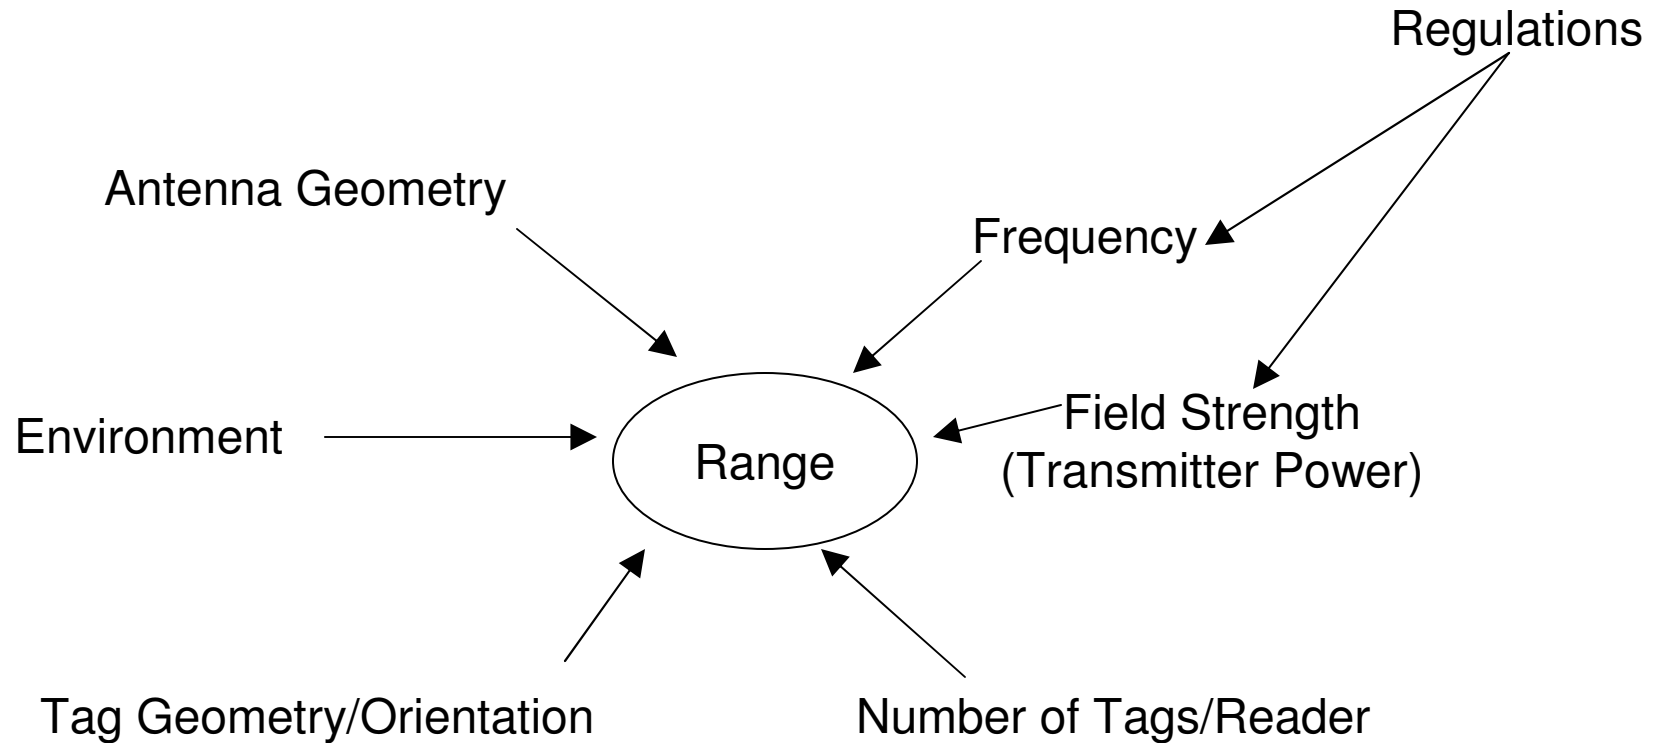 Regulations
Antenna Geometry
Frequency
Field Strength
(Transmitter Power)
Environment
Range
Tag Geometry/Orientation
Number of Tags/Reader